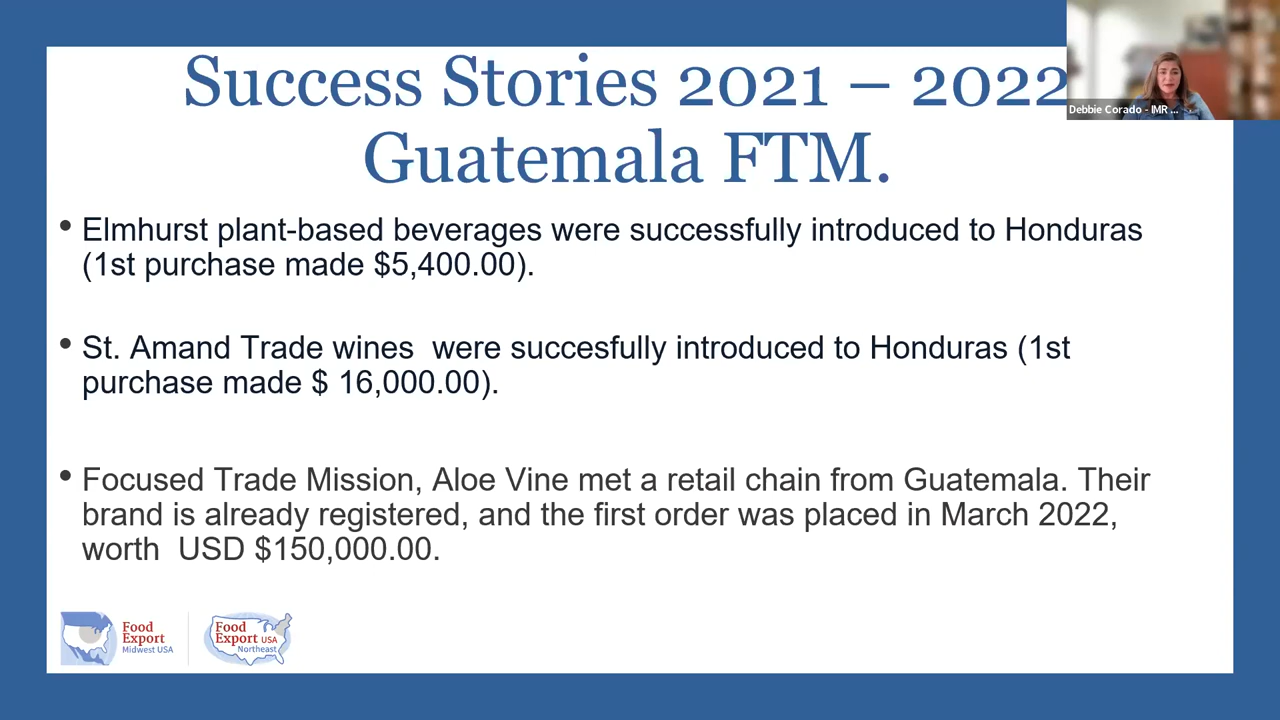 Success Stories 2021 – 2022
Guatemala FTM.
Debbie Corado - IMR ...
• Elmhurst plant-based beverages were successfully introduced to Honduras
(1st purchase made $5,400.00).
• St. Amand Trade wines  were succesfully introduced to Honduras (1st
purchase made $ 16,000.00).
• Focused Trade Mission, Aloe Vine met a retail chain from Guatemala. Their
brand is already registered, and the first order was placed in March 2022,
worth  USD $150,000.00.
Food
Export
Midwest USA
Food
Export USA
Northeast